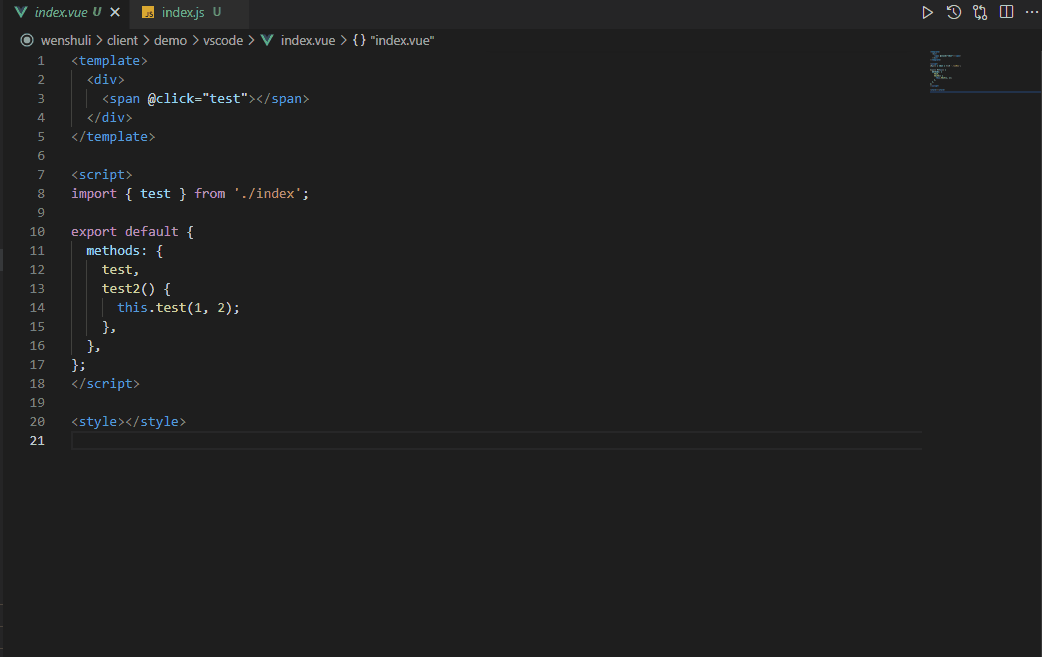 index.vue U
JS index.js U
wenshuli > client > demo > vscode > index.vue > {} "index.vue"
1 <template>
2 <div>
3 <span @click="test"></span>
4 </div>
5 </template>
6
7 <script>
8 import { test } from './index';
9
10 export default {
11 methods: {
12 test,
13 test2() {
14 this.test(1, 2);
15 },
16 },
17 };
18 </script>
19
20 <style></style>
21